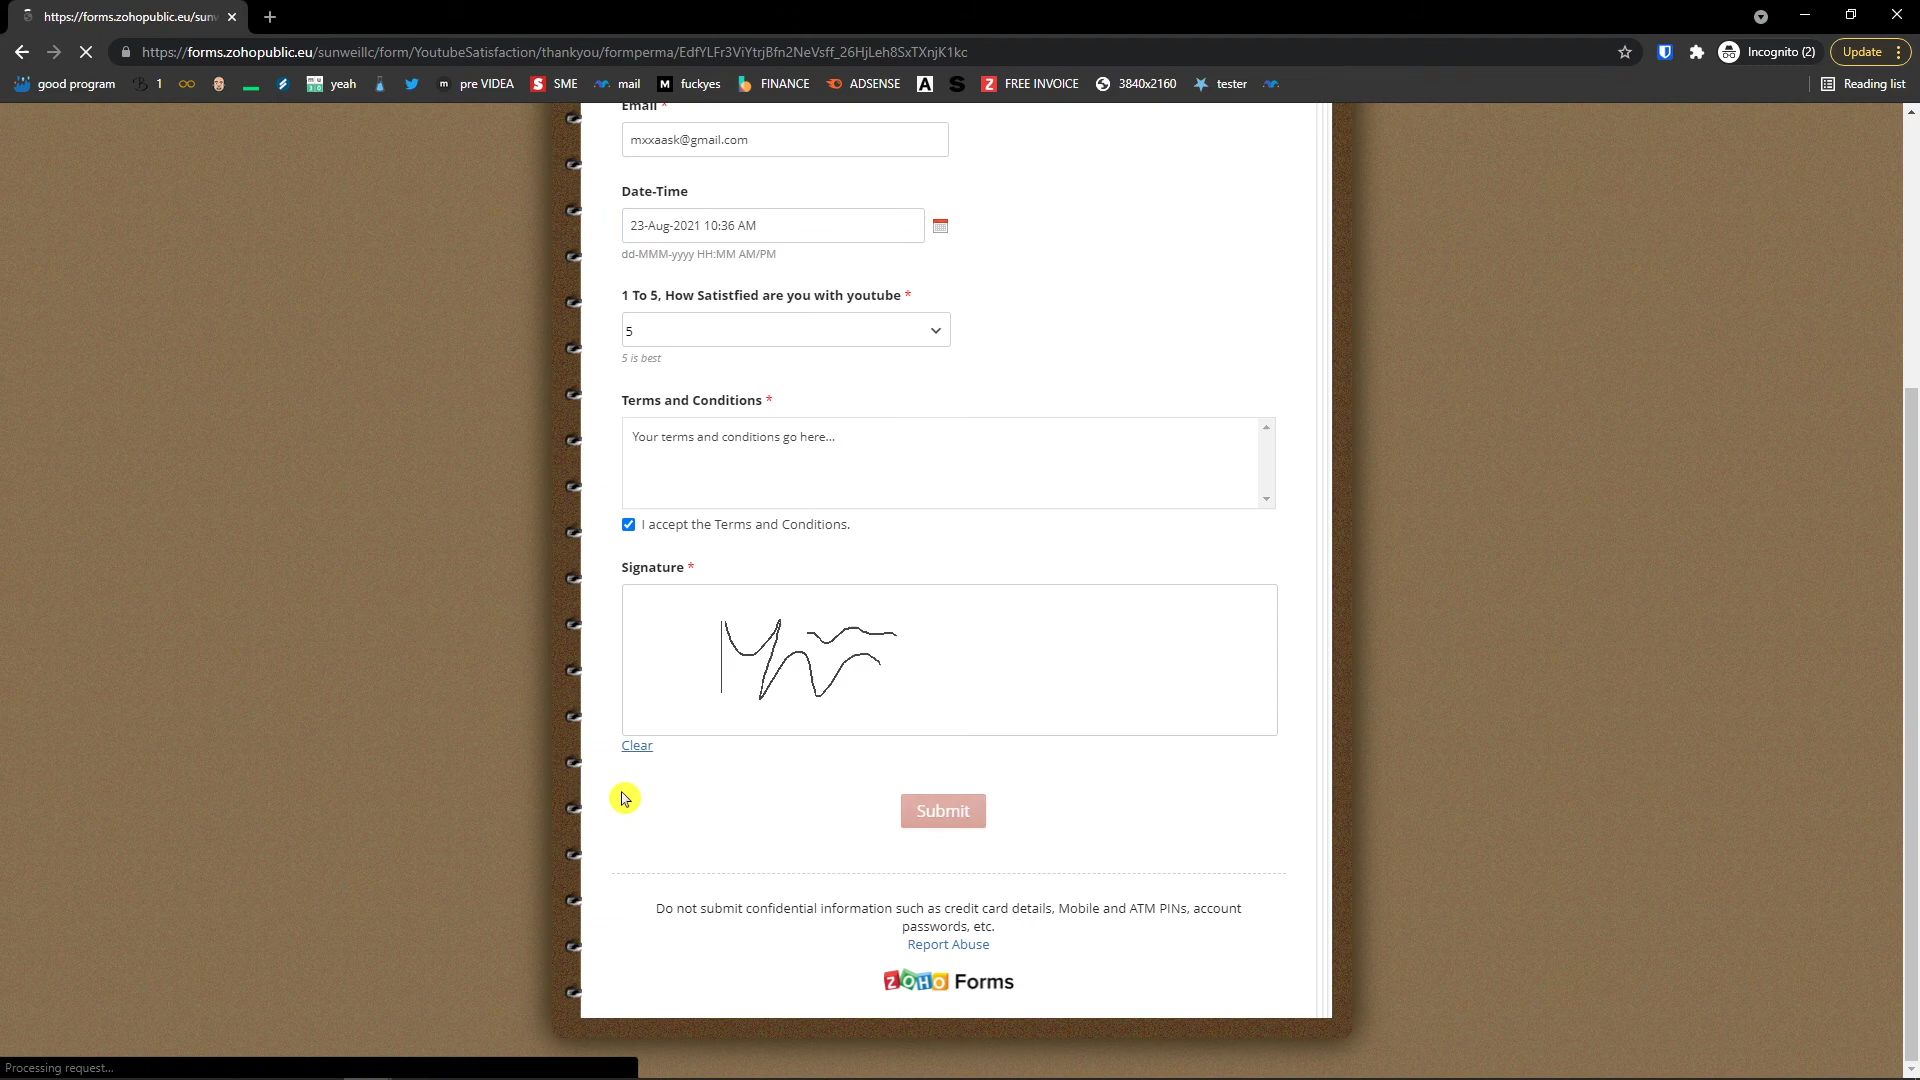 https://forms.zohopublic.eu/sunw
https://forms.zohopublic.eu/sunweillc/form/YoutubeSatisfaction/thankyou/formperma/EdfYLFr3ViYtrjBfn2NeVsff_26HjLeh8SxTXnjK1kc
Incognito (2)
Update
good program
1
yeah
pre VIDEA
SME
mail
fuckyes
FINANCE
ADSENSE
FREE INVOICE
3840x2160
tester
Reading list
Email *
mxxaask@gmail.com
Date-Time
23-Aug-2021 10:36 AM
dd-MMM-yyyy HH:MM AM/PM
1 To 5, How Satistfied are you with youtube *
5
5 is best
Terms and Conditions *
Your terms and conditions go here...
I accept the Terms and Conditions.
Signature *
Clear
Submit
Do not submit confidential information such as credit card details, Mobile and ATM PINs, account
passwords, etc.
Report Abuse
ZOHO Forms
Processing request...